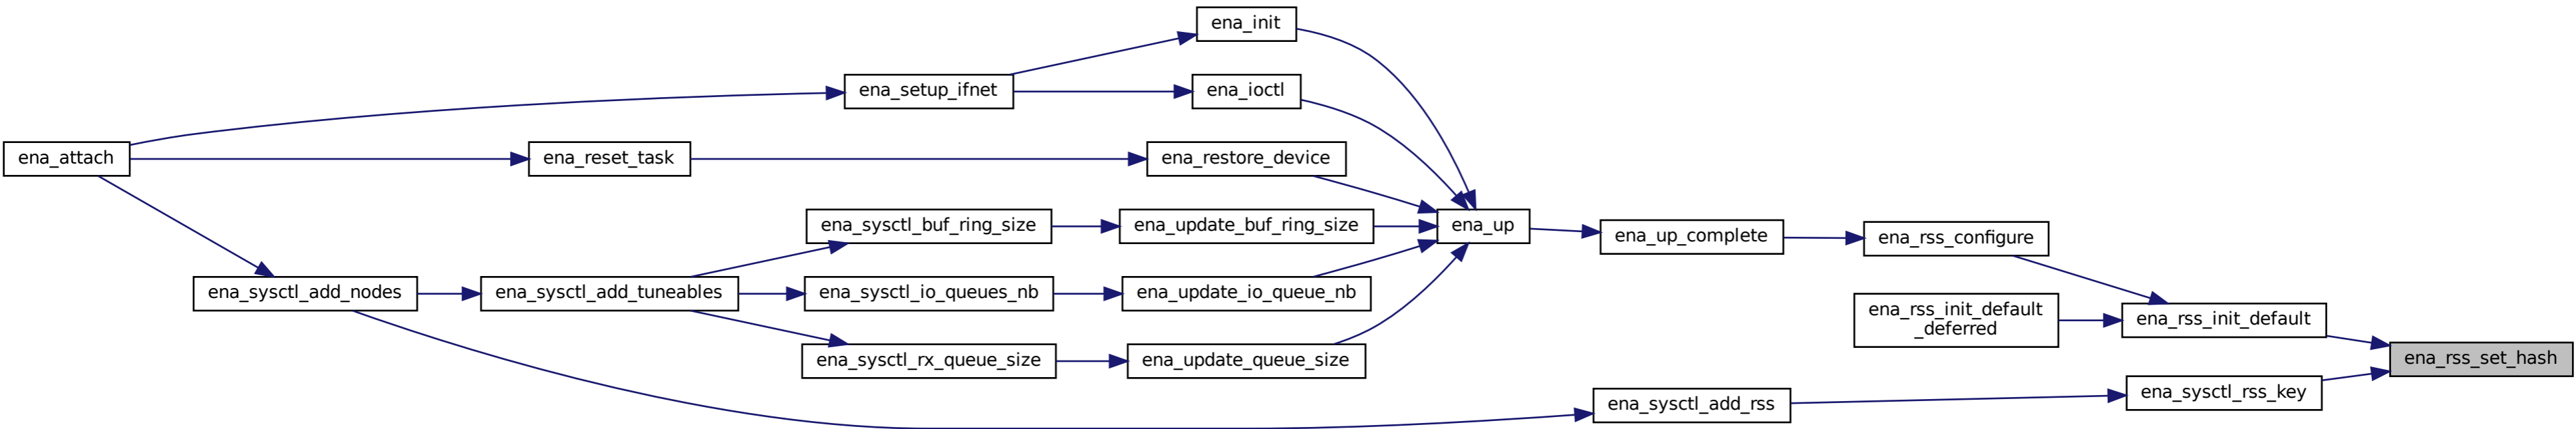 ena_init
ena_setup_ifnet
ena_ioctl
ena_attach
ena_reset_task
ena_restore_device
ena_sysctl_buf_ring_size
ena_update_buf_ring_size
ena_up
ena_up_complete
ena_rss_configure
ena_sysctl_add_nodes
ena_sysctl_add_tuneables
ena_sysctl_io_queues_nb
ena_update_io_queue_nb
ena_rss_init_default
_deferred
ena_rss_init_default
ena_sysctl_rx_queue_size
ena_update_queue_size
ena_rss_set_hash
ena_sysctl_add_rss
ena_sysctl_rss_key